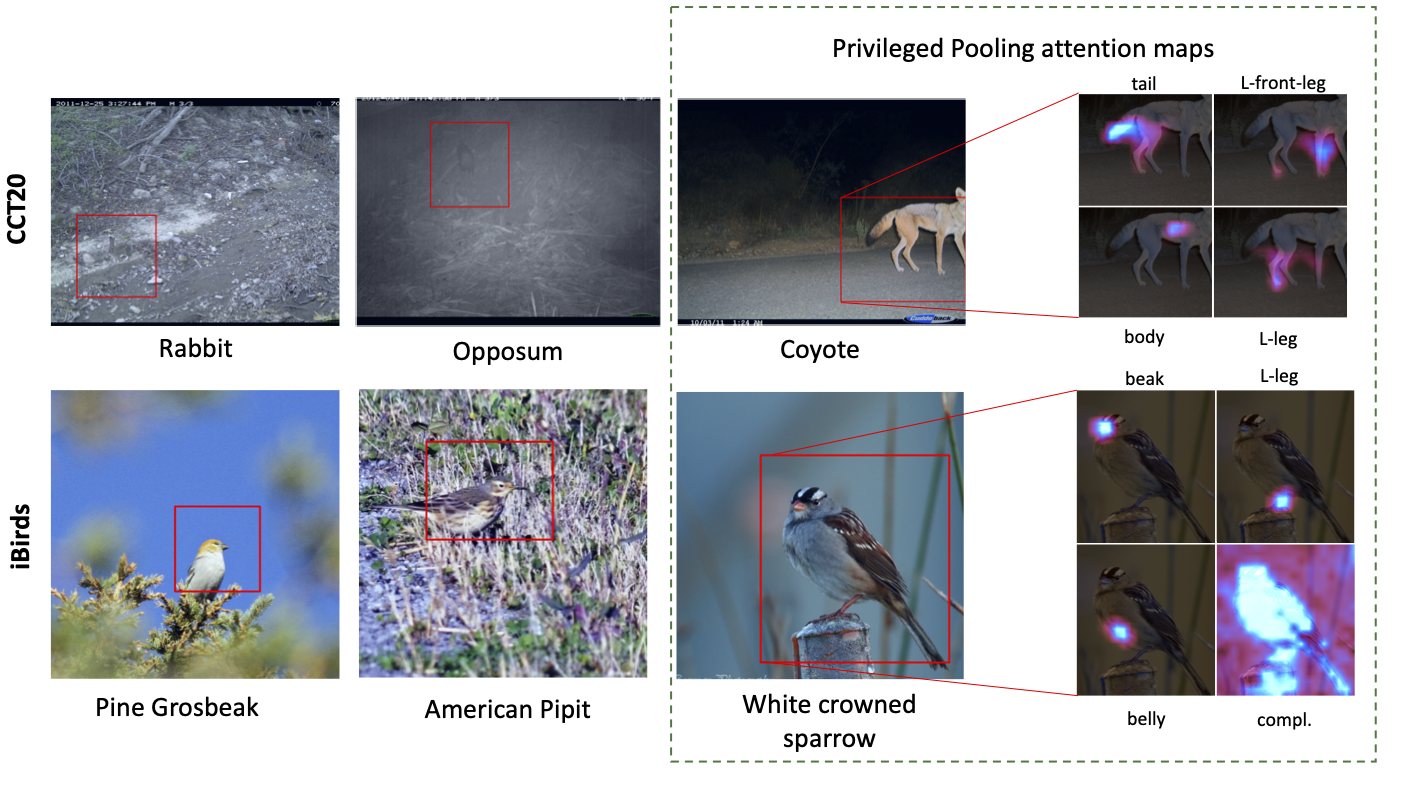 Privileged Pooling attention maps
tail
L-front-leg
CCT20
2011-12-25 3:27:44 PM M 3/3
10/03/11 1:24 AM
Cuddeback
Rabbit
Opposum
Coyote
body
L-leg
beak
L-leg
iBirds
Pine Grosbeak
American Pipit
White crowned
sparrow
belly
compl.